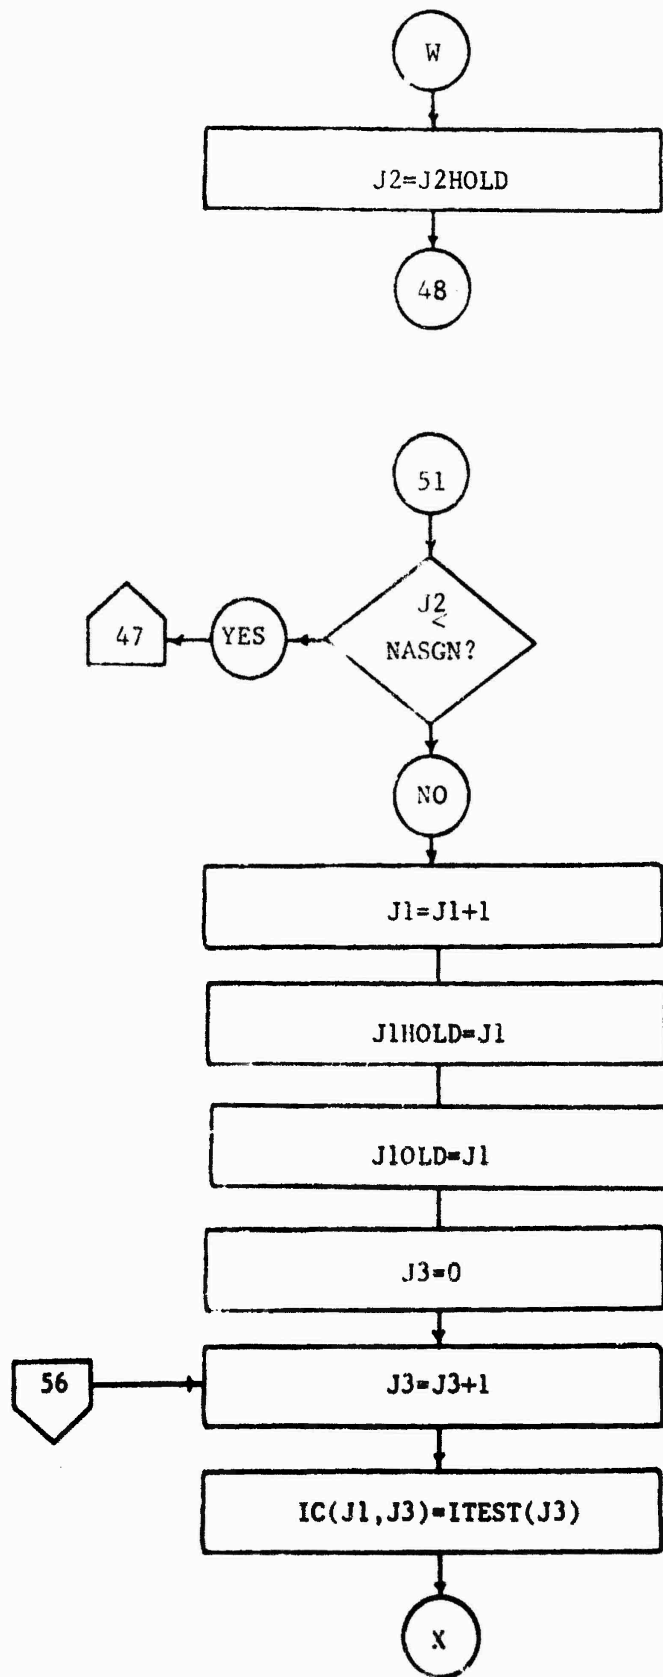 W
J2=J2HOLD
48
51
J2
<
NASGN?
47
YES
NO
J1=J1+1
J1HOLD=J1
J1OLD=J1
J3=0
56
J3=J3+1
IC(J1,J3)=ITEST(J3)
X